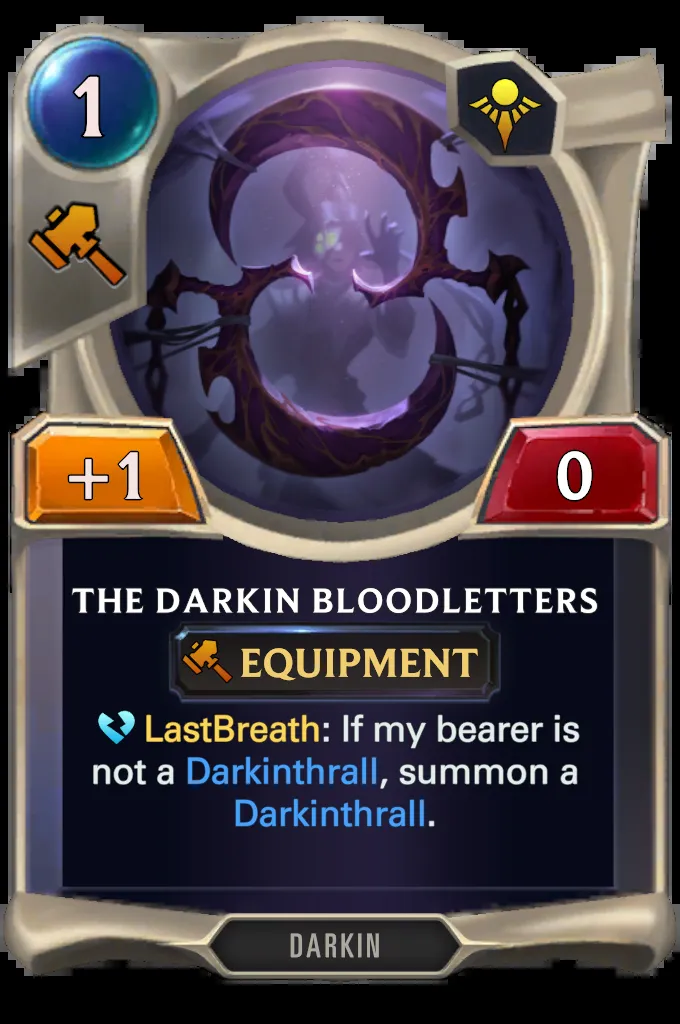 1
+1
0
THE DARKIN BLOODLETTERS
EQUIPMENT
LastBreath: If my bearer is
not a Darkinthrall, summon a
Darkinthrall.
DARKIN